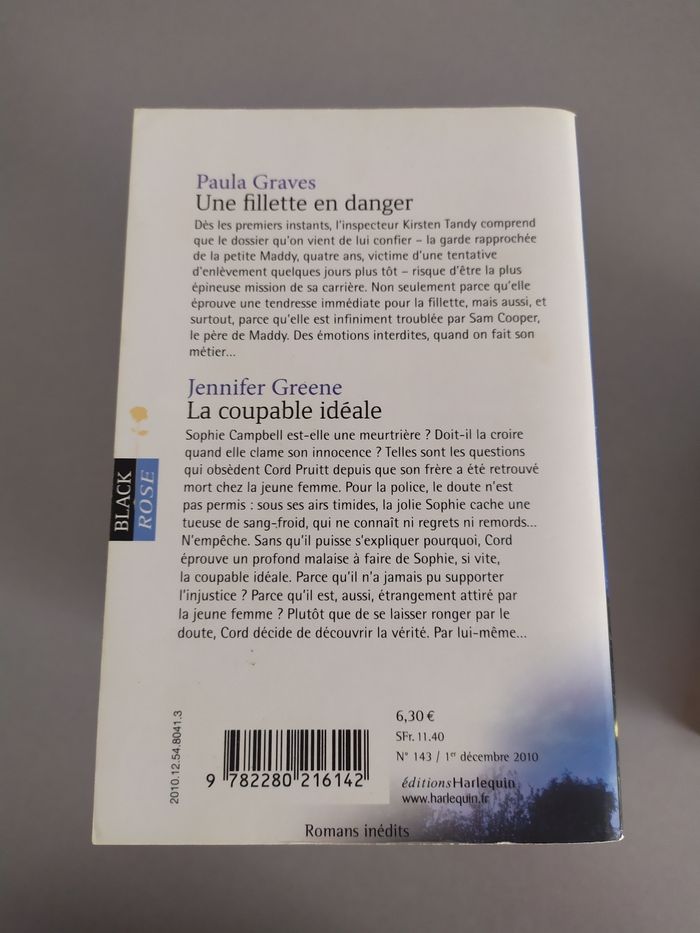 Paula Graves
Une fillette en danger
Dès les premiers instants, l'inspecteur Kirsten Tandy comprend
que le dossier qu'on vient de lui confier – la garde rapprochée
de la petite Maddy, quatre ans, victime d'une tentative
d'enlèvement quelques jours plus tôt – risque d'être la plus
épineuse mission de sa carrière. Non seulement parce qu'elle
éprouve une tendresse immédiate pour la fillette, mais aussi, et
surtout, parce qu'elle est infiniment troublée par Sam Cooper,
le père de Maddy. Des émotions interdites, quand on fait son
métier...
Jennifer Greene
La coupable idéale
Sophie Campbell est-elle une meurtrière ? Doit-il la croire
quand elle clame son innocence ? Telles sont les questions
qui obsèdent Cord Pruitt depuis que son frère a été retrouvé
mort chez la jeune femme. Pour la police, le doute n'est
pas permis : sous ses airs timides, la jolie Sophie cache une
tueuse de sang-froid, qui ne connaît ni regrets ni remords...
N'empêche. Sans qu'il puisse s'expliquer pourquoi, Cord
éprouve un profond malaise à faire de Sophie, si vite,
la coupable idéale. Parce qu'il n'a jamais pu supporter
l'injustice ? Parce qu'il est, aussi, étrangement attiré par
la jeune femme ? Plutôt que de se laisser ronger par le
doute, Cord décide de découvrir la vérité. Par lui-même...
BLACK
ROSE
2010.12.54.8041.3
9 782280 216142
6,30 €
SFr. 11.40
N° 143 / 1er décembre 2010
éditions Harlequin
www.harlequin.fr
Romans inédits